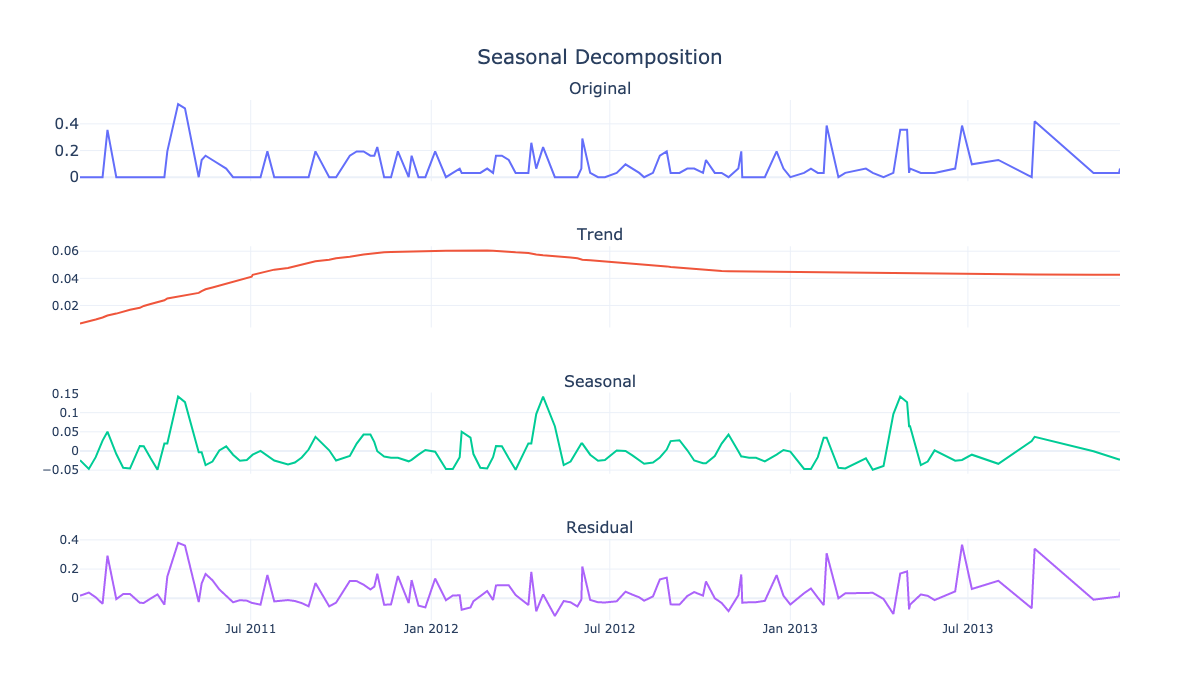 Seasonal Decomposition
Original
0.4
0.2
0
Trend
0.06
0.04
0.02
Seasonal
0.15
0.1
0.05
0
−0.05
Residual
0.4
0.2
0
Jul 2011 Jan 2012 Jul 2012 Jan 2013 Jul 2013